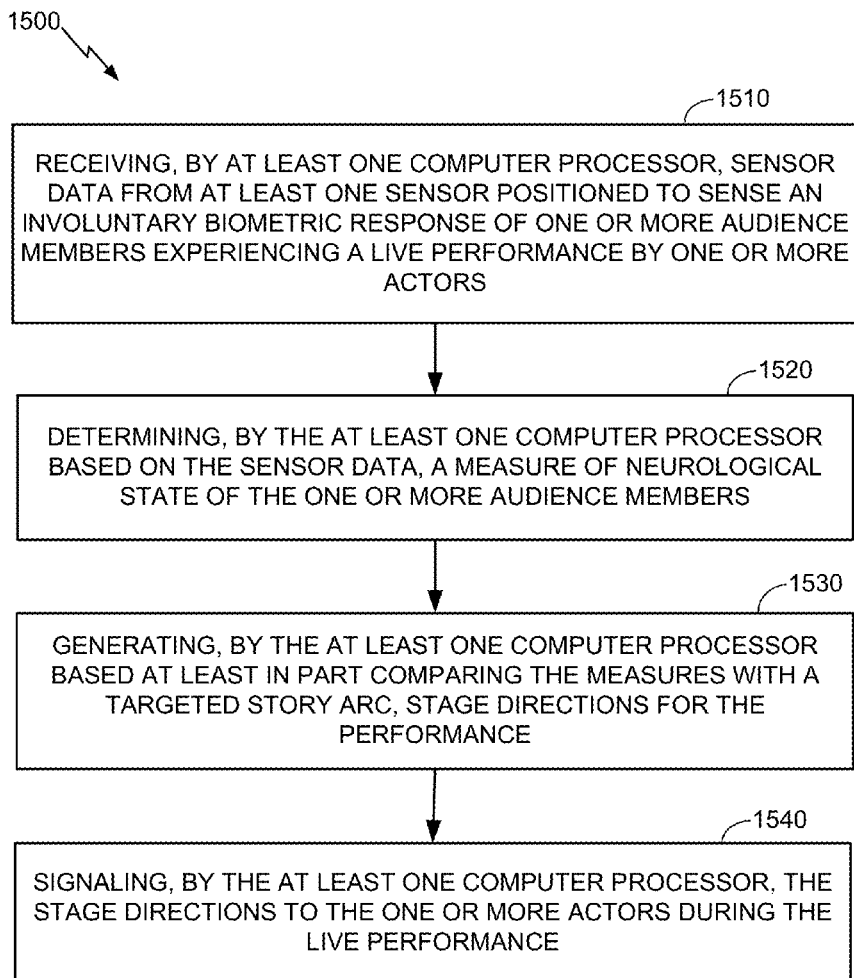 1500
1510
RECEIVING, BY AT LEAST ONE COMPUTER PROCESSOR, SENSOR
DATA FROM AT LEAST ONE SENSOR POSITIONED TO SENSE AN
INVOLUNTARY BIOMETRIC RESPONSE OF ONE OR MORE AUDIENCE
MEMBERS EXPERIENCING A LIVE PERFORMANCE BY ONE OR MORE
ACTORS
1520
DETERMINING, BY THE AT LEAST ONE COMPUTER PROCESSOR
BASED ON THE SENSOR DATA, A MEASURE OF NEUROLOGICAL
STATE OF THE ONE OR MORE AUDIENCE MEMBERS
1530
GENERATING, BY THE AT LEAST ONE COMPUTER PROCESSOR
BASED AT LEAST IN PART COMPARING THE MEASURES WITH A
TARGETED STORY ARC, STAGE DIRECTIONS FOR THE
PERFORMANCE
1540
SIGNALING, BY THE AT LEAST ONE COMPUTER PROCESSOR, THE
STAGE DIRECTIONS TO THE ONE OR MORE ACTORS DURING THE
LIVE PERFORMANCE